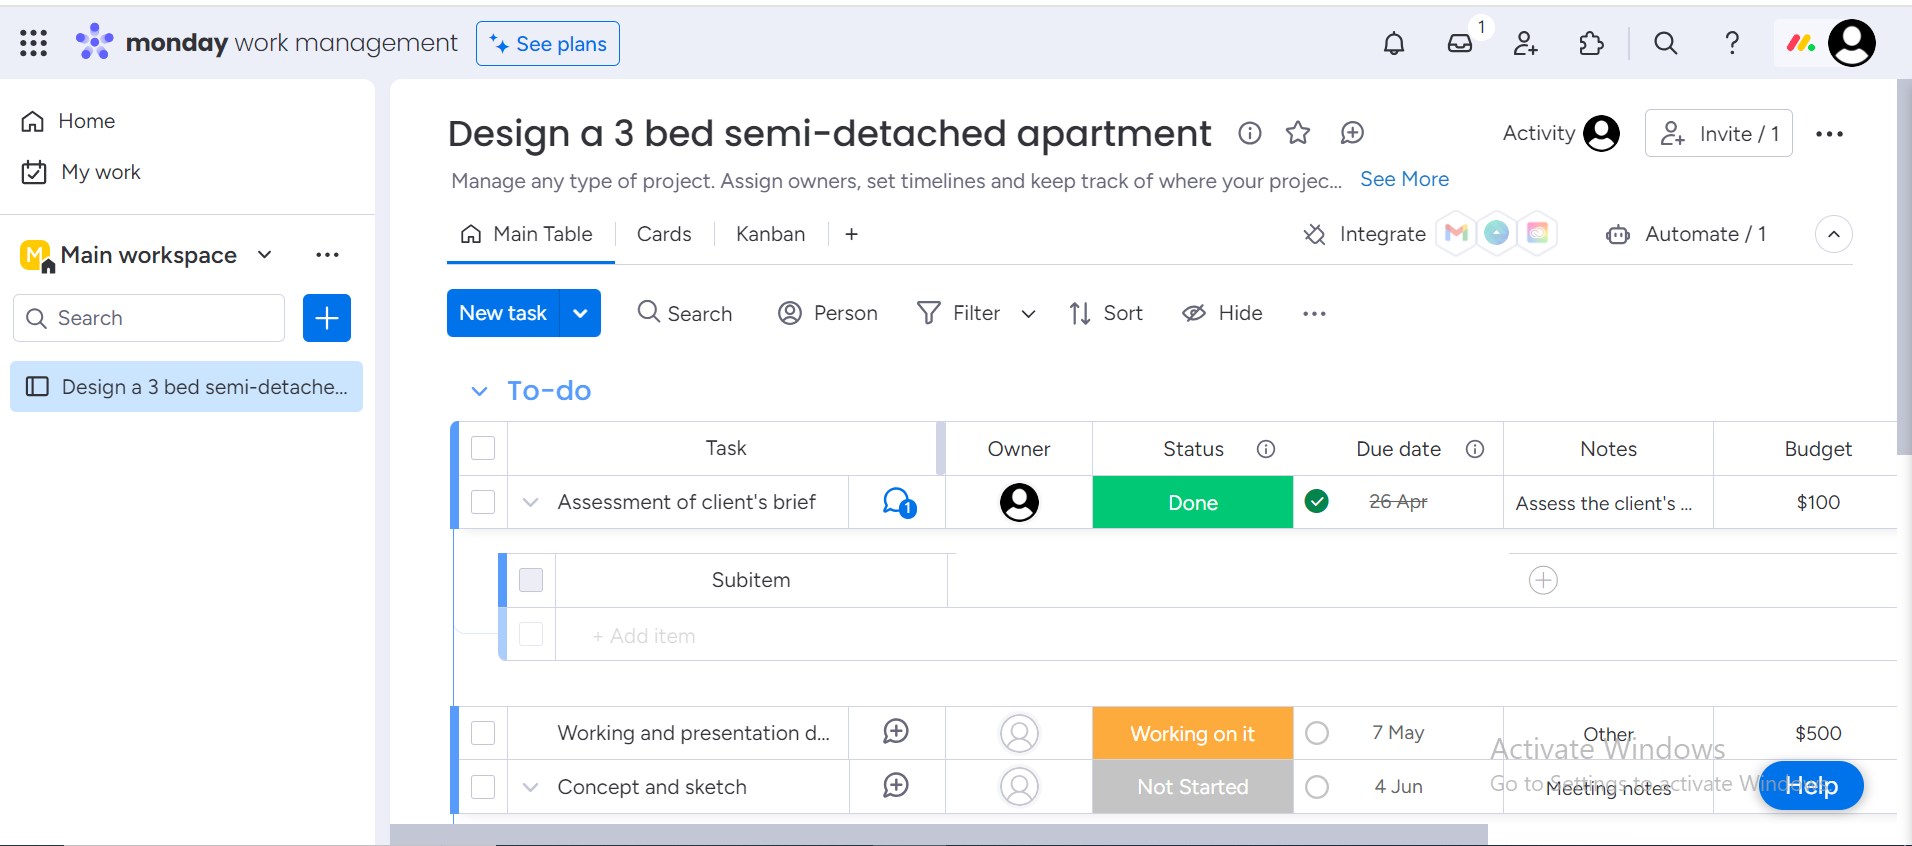 monday work management
See plans
1
Home
My work
M Main workspace
Search
Design a 3 bed semi-detache...
Design a 3 bed semi-detached apartment
Activity
Invite / 1
Manage any type of project. Assign owners, set timelines and keep track of where your projec... See More
Main Table
Cards
Kanban
+
Integrate
Automate / 1
New task
Search
Person
Filter
Sort
Hide
To-do
Task Owner Status Due date Notes Budget
Assessment of client's brief 1 Done 26 Apr Assess the client's ... $100
Subitem
+ Add item
Working and presentation d... Working on it 7 May Other $500
Concept and sketch Not Started 4 Jun Meeting notes
Activate Windows
Go to Settings to activate Windows.
Help